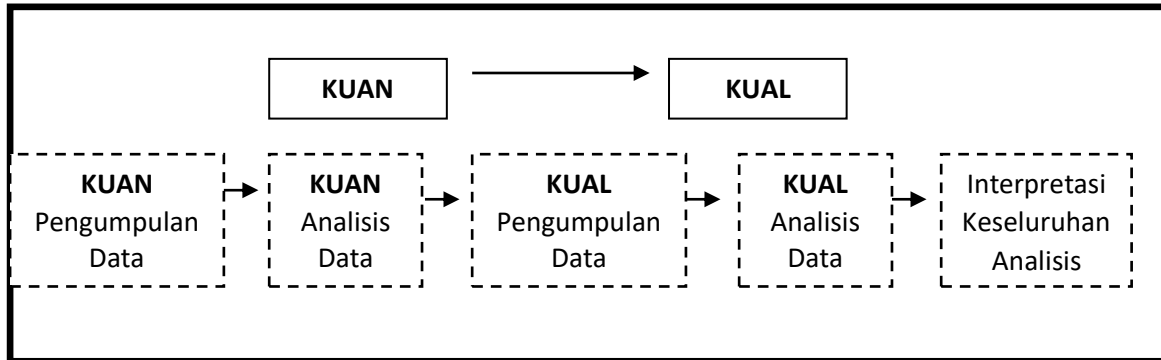 KUAN
KUAL
KUAN
Pengumpulan
Data
KUAN
Analisis
Data
KUAL
Pengumpulan
Data
KUAL
Analisis
Data
Interpretasi
Keseluruhan
Analisis